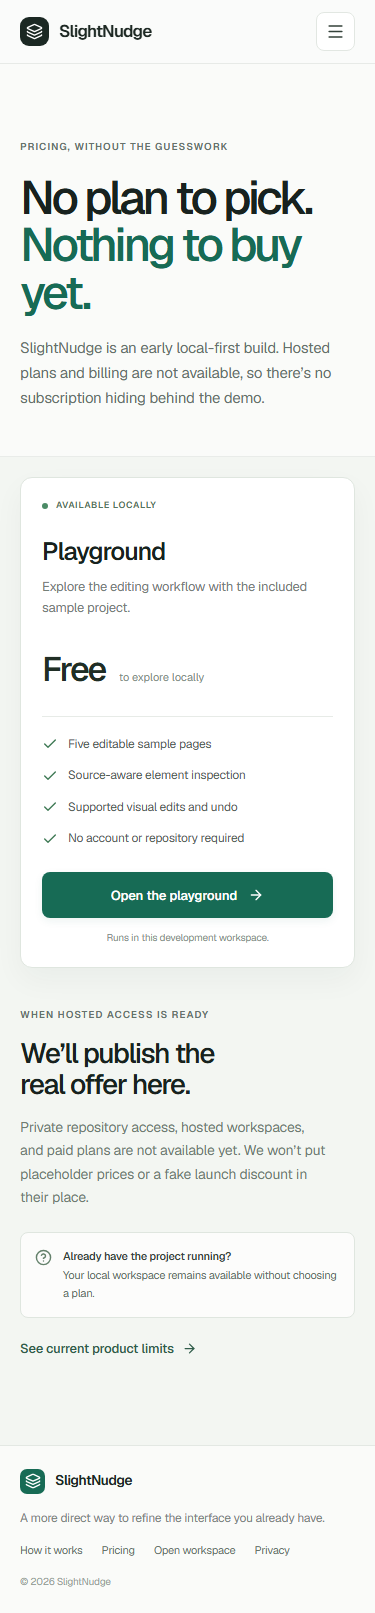 SlightNudge
PRICING, WITHOUT THE GUESSWORK
No plan to pick.
Nothing to buy
yet.
SlightNudge is an early local-first build. Hosted
plans and billing are not available, so there’s no
subscription hiding behind the demo.
AVAILABLE LOCALLY
Playground
Explore the editing workflow with the included
sample project.
Free to explore locally
Five editable sample pages
Source-aware element inspection
Supported visual edits and undo
No account or repository required
Open the playground
Runs in this development workspace.
WHEN HOSTED ACCESS IS READY
We’ll publish the
real offer here.
Private repository access, hosted workspaces,
and paid plans are not available yet. We won’t put
placeholder prices or a fake launch discount in
their place.
Already have the project running?
Your local workspace remains available without choosing
a plan.
See current product limits
SlightNudge
A more direct way to refine the interface you already have.
How it works Pricing Open workspace Privacy
© 2026 SlightNudge